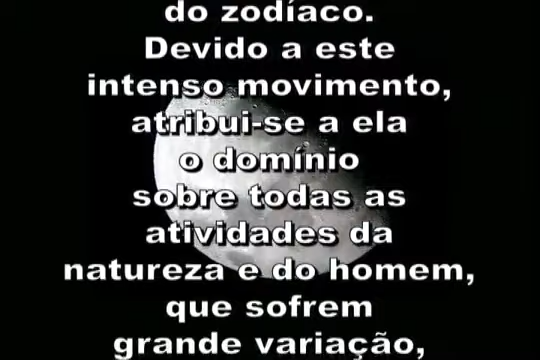 do zodíaco.
Devido a este
intenso movimento,
atribui-se a ela
o domínio
sobre todas as
atividades da
natureza e do homem,
que sofrem
grande variação,